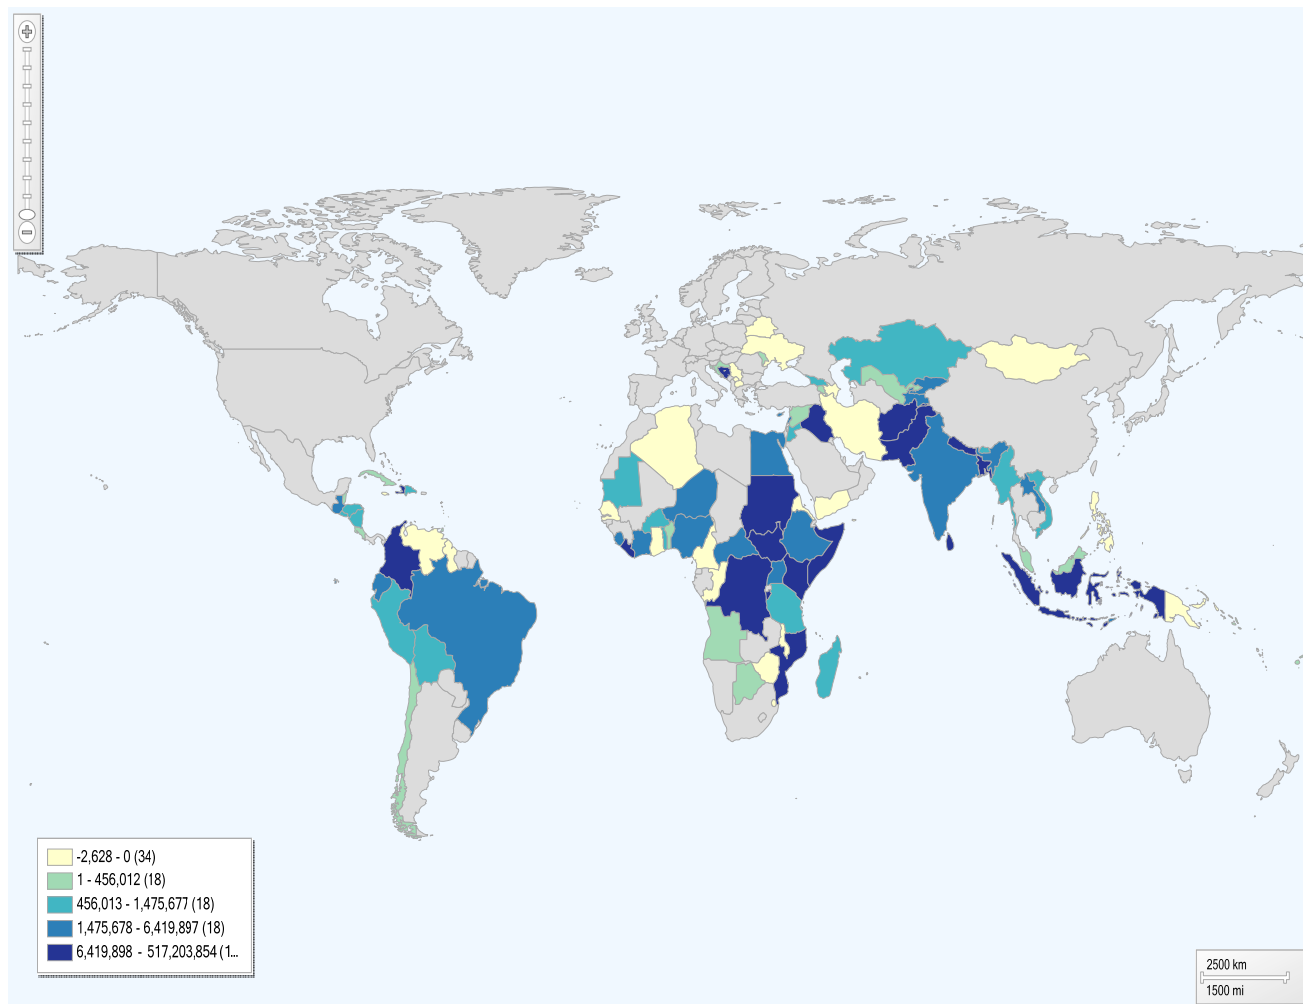 -2,628 - 0 (34)
1 - 456,012 (18)
456,013 - 1,475,677 (18)
1,475,678 - 6,419,897 (18)
6,419,898 - 517,203,854 (1...
2500 km
1500 mi